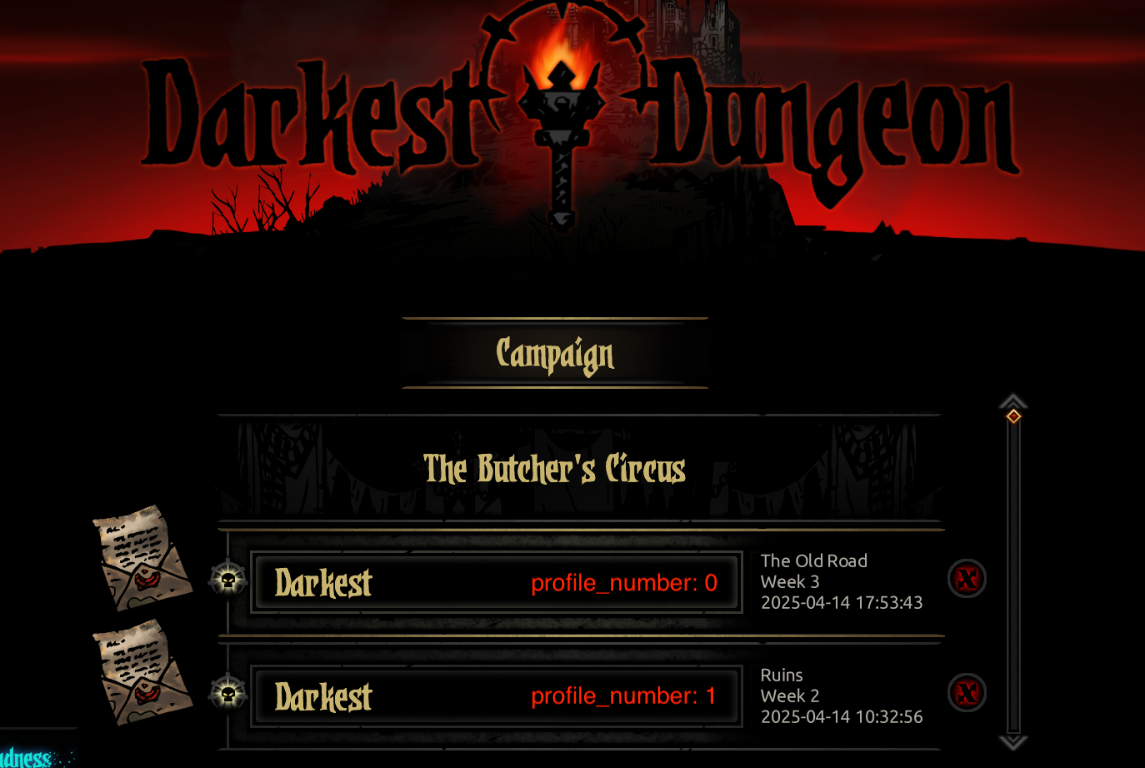 Darkest Dungeon
Campaign
The Butcher's Circus
Darkest
profile_number: 0
The Old Road
Week 3
2025-04-14 17:53:43
Darkest
profile_number: 1
Ruins
Week 2
2025-04-14 10:32:56